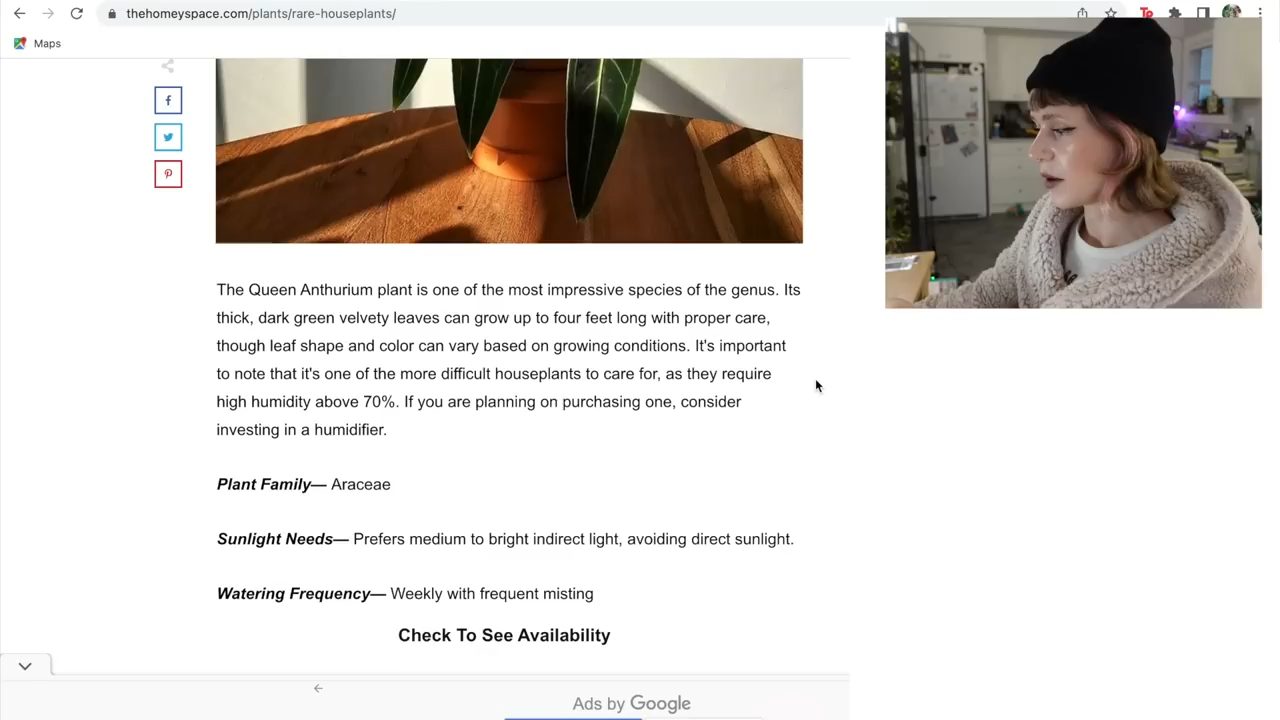 thehomeyspace.com/plants/rare-houseplants/
Maps
The Queen Anthurium plant is one of the most impressive species of the genus. Its
thick, dark green velvety leaves can grow up to four feet long with proper care,
though leaf shape and color can vary based on growing conditions. It's important
to note that it's one of the more difficult houseplants to care for, as they require
high humidity above 70%. If you are planning on purchasing one, consider
investing in a humidifier.
Plant Family— Araceae
Sunlight Needs— Prefers medium to bright indirect light, avoiding direct sunlight.
Watering Frequency— Weekly with frequent misting
Check To See Availability
Ads by Google